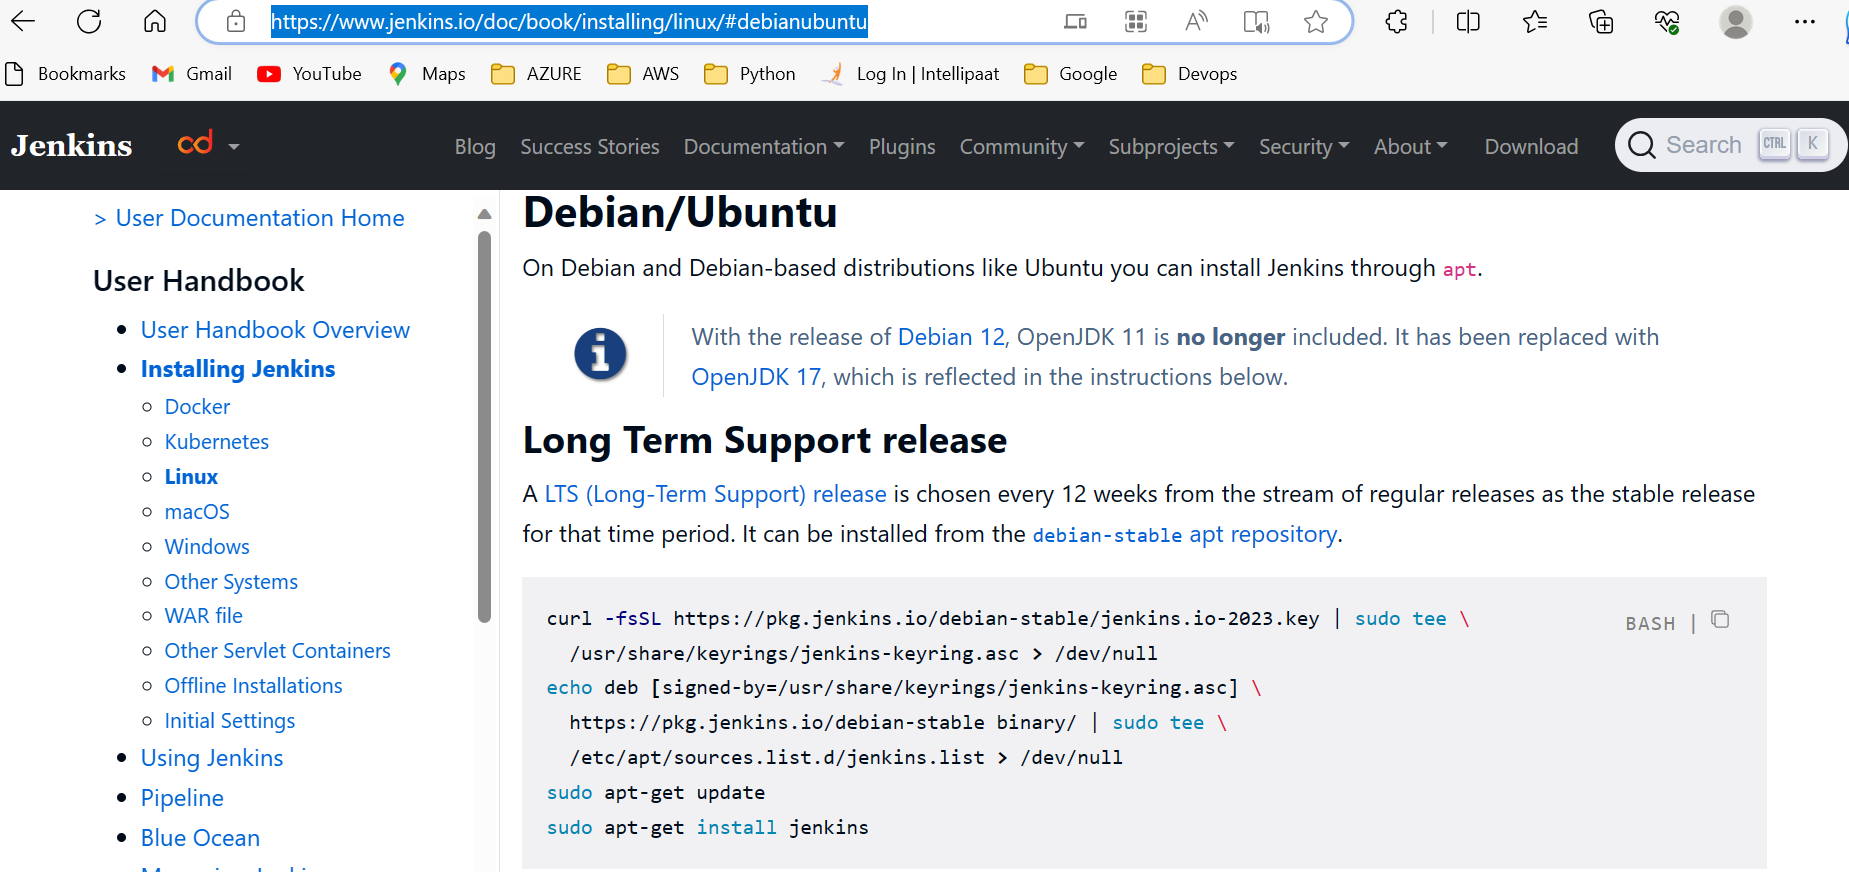 https://www.jenkins.io/doc/book/installing/linux/#debianubuntu
Bookmarks Gmail YouTube Maps AZURE AWS Python Log In | Intellipaat Google Devops
Jenkins cd Blog Success Stories Documentation Plugins Community Subprojects Security About Download Search CTRL K
> User Documentation Home
User Handbook
User Handbook Overview
Installing Jenkins
Docker
Kubernetes
Linux
macOS
Windows
Other Systems
WAR file
Other Servlet Containers
Offline Installations
Initial Settings
Using Jenkins
Pipeline
Blue Ocean
Debian/Ubuntu
On Debian and Debian-based distributions like Ubuntu you can install Jenkins through apt.
With the release of Debian 12, OpenJDK 11 is no longer included. It has been replaced with
OpenJDK 17, which is reflected in the instructions below.
Long Term Support release
A LTS (Long-Term Support) release is chosen every 12 weeks from the stream of regular releases as the stable release
for that time period. It can be installed from the debian-stable apt repository.
BASH |
curl -fsSL https://pkg.jenkins.io/debian-stable/jenkins.io-2023.key | sudo tee \
/usr/share/keyrings/jenkins-keyring.asc > /dev/null
echo deb [signed-by=/usr/share/keyrings/jenkins-keyring.asc] \
https://pkg.jenkins.io/debian-stable binary/ | sudo tee \
/etc/apt/sources.list.d/jenkins.list > /dev/null
sudo apt-get update
sudo apt-get install jenkins